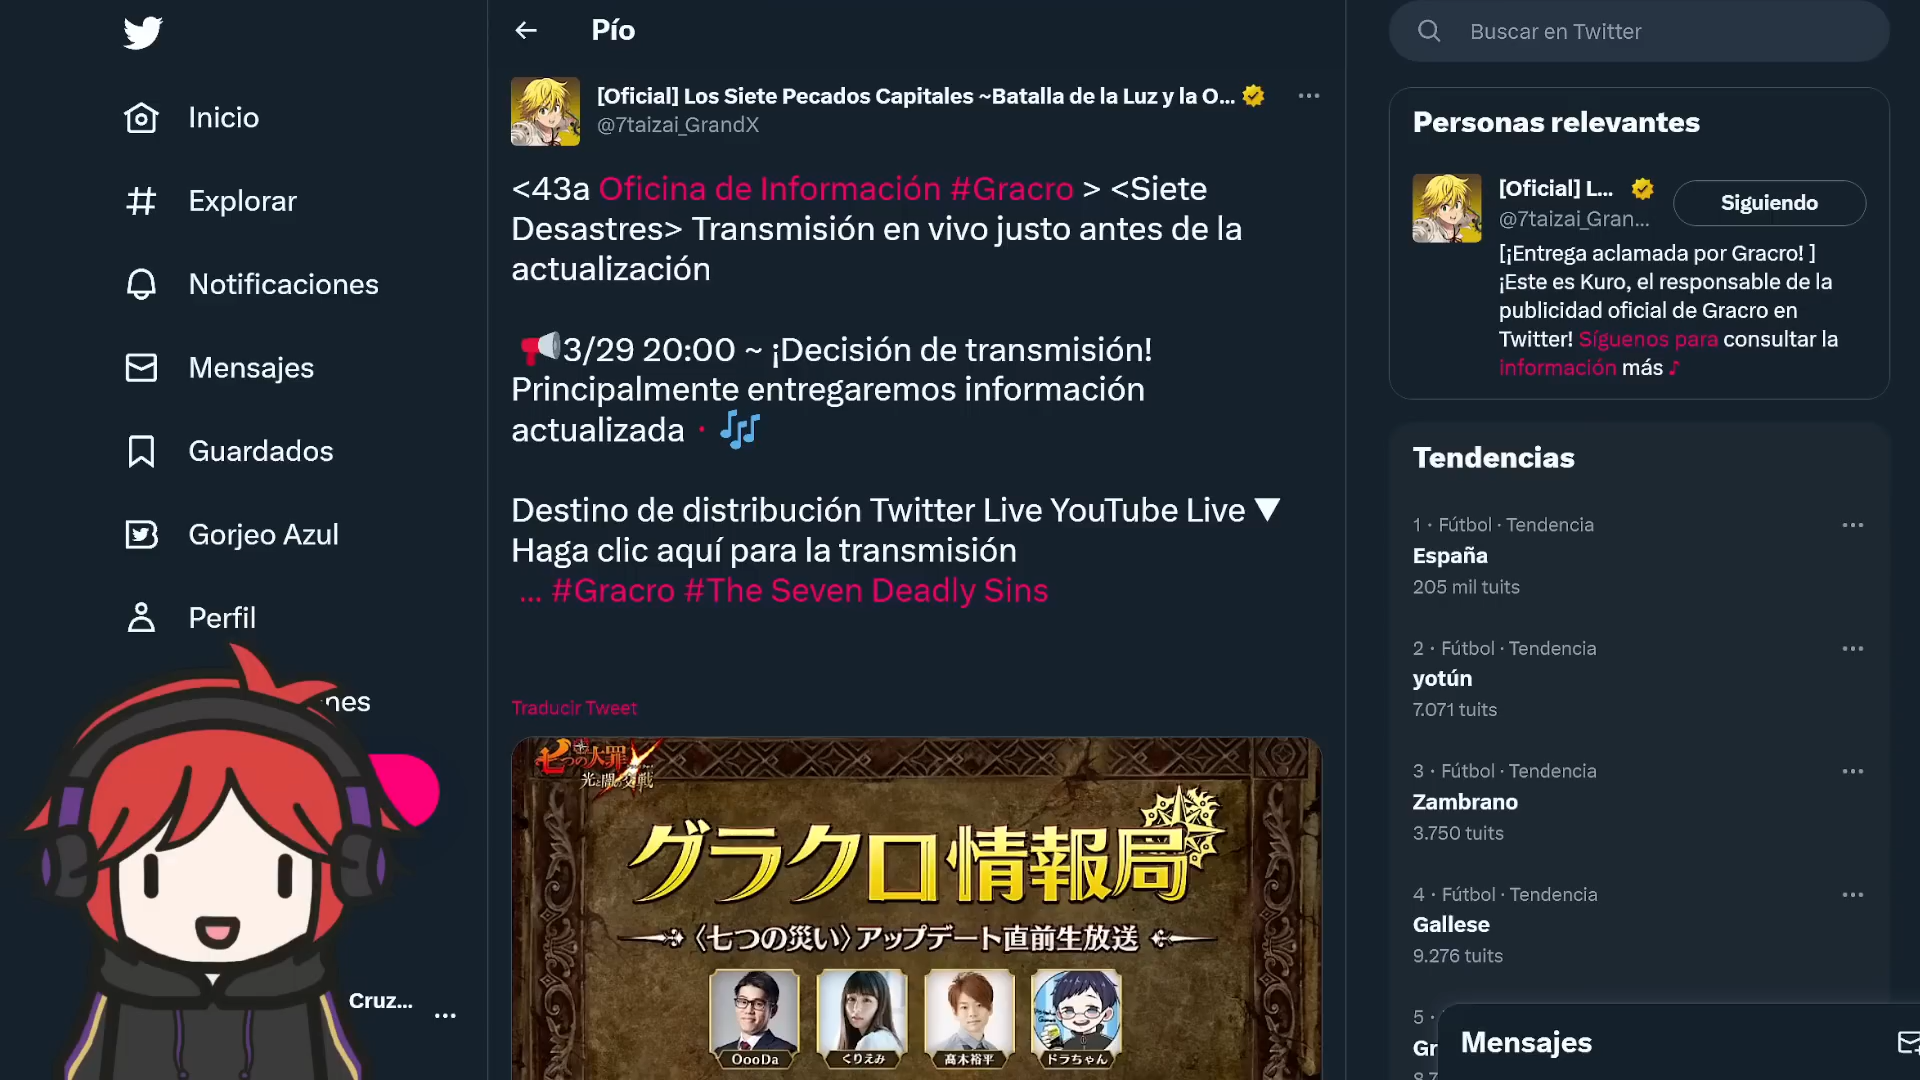 Inicio
Explorar
Notificaciones
Mensajes
Guardados
Gorjeo Azul
Perfil
nes
Cruz...
Pío
[Oficial] Los Siete Pecados Capitales ~Batalla de la Luz y la O...
@7taizai_GrandX
<43a Oficina de Información #Gracro > <Siete
Desastres> Transmisión en vivo justo antes de la
actualización
3/29 20:00 ~ ¡Decisión de transmisión!
Principalmente entregaremos información
actualizada ·
Destino de distribución Twitter Live YouTube Live ▼
Haga clic aquí para la transmisión
... #Gracro #The Seven Deadly Sins
Traducir Tweet
七つの大罪
光と闇の交戦
グラクロ情報局
〈七つの災い〉アップデート直前生放送
OooDa
くりえみ
髙木裕平
ドラちゃん
Buscar en Twitter
Personas relevantes
[Oficial] L...
@7taizai_Gran...
Siguiendo
[¡Entrega aclamada por Gracro! ]
¡Este es Kuro, el responsable de la
publicidad oficial de Gracro en
Twitter! Síguenos para consultar la
información más ♪
Tendencias
1 · Fútbol · Tendencia
España
205 mil tuits
2 · Fútbol · Tendencia
yotún
7.071 tuits
3 · Fútbol · Tendencia
Zambrano
3.750 tuits
4 · Fútbol · Tendencia
Gallese
9.276 tuits
5 ·
Gr
Mensajes